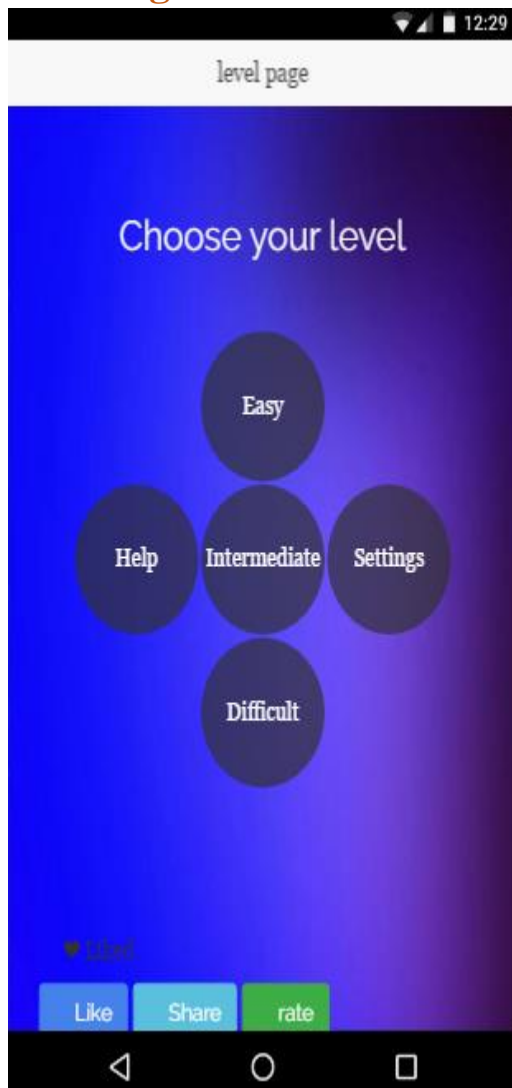 12:29
level page
Choose your level
Easy
Help Intermediate Settings
Difficult
♥ Liked
Like Share rate